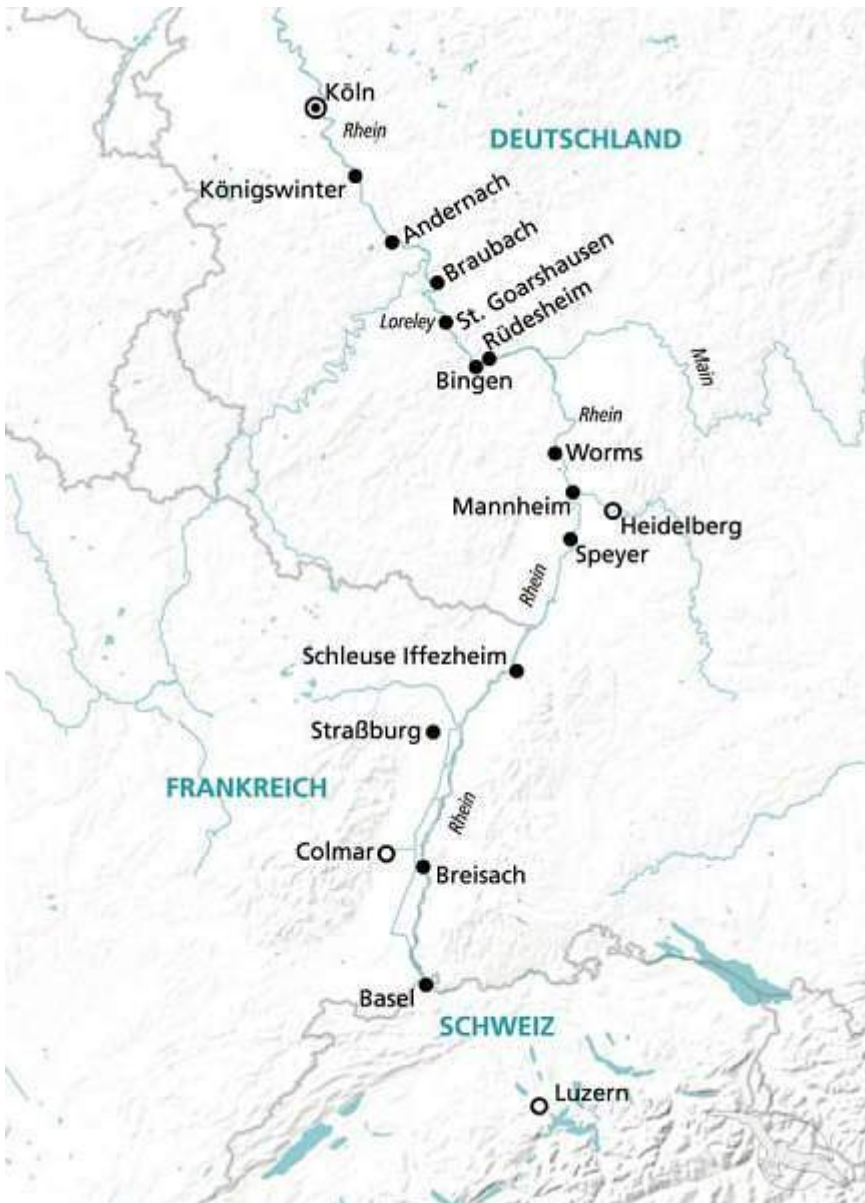 Köln
Rhein
DEUTSCHLAND
Königswinter
Andernach
Braubach
St. Goarshausen
Loreley
Rüdesheim
Bingen
Main
Rhein
Worms
Mannheim
Heidelberg
Speyer
Rhein
Schleuse Iffezheim
Straßburg
FRANKREICH
Rhein
Colmar
Breisach
Basel
SCHWEIZ
Luzern